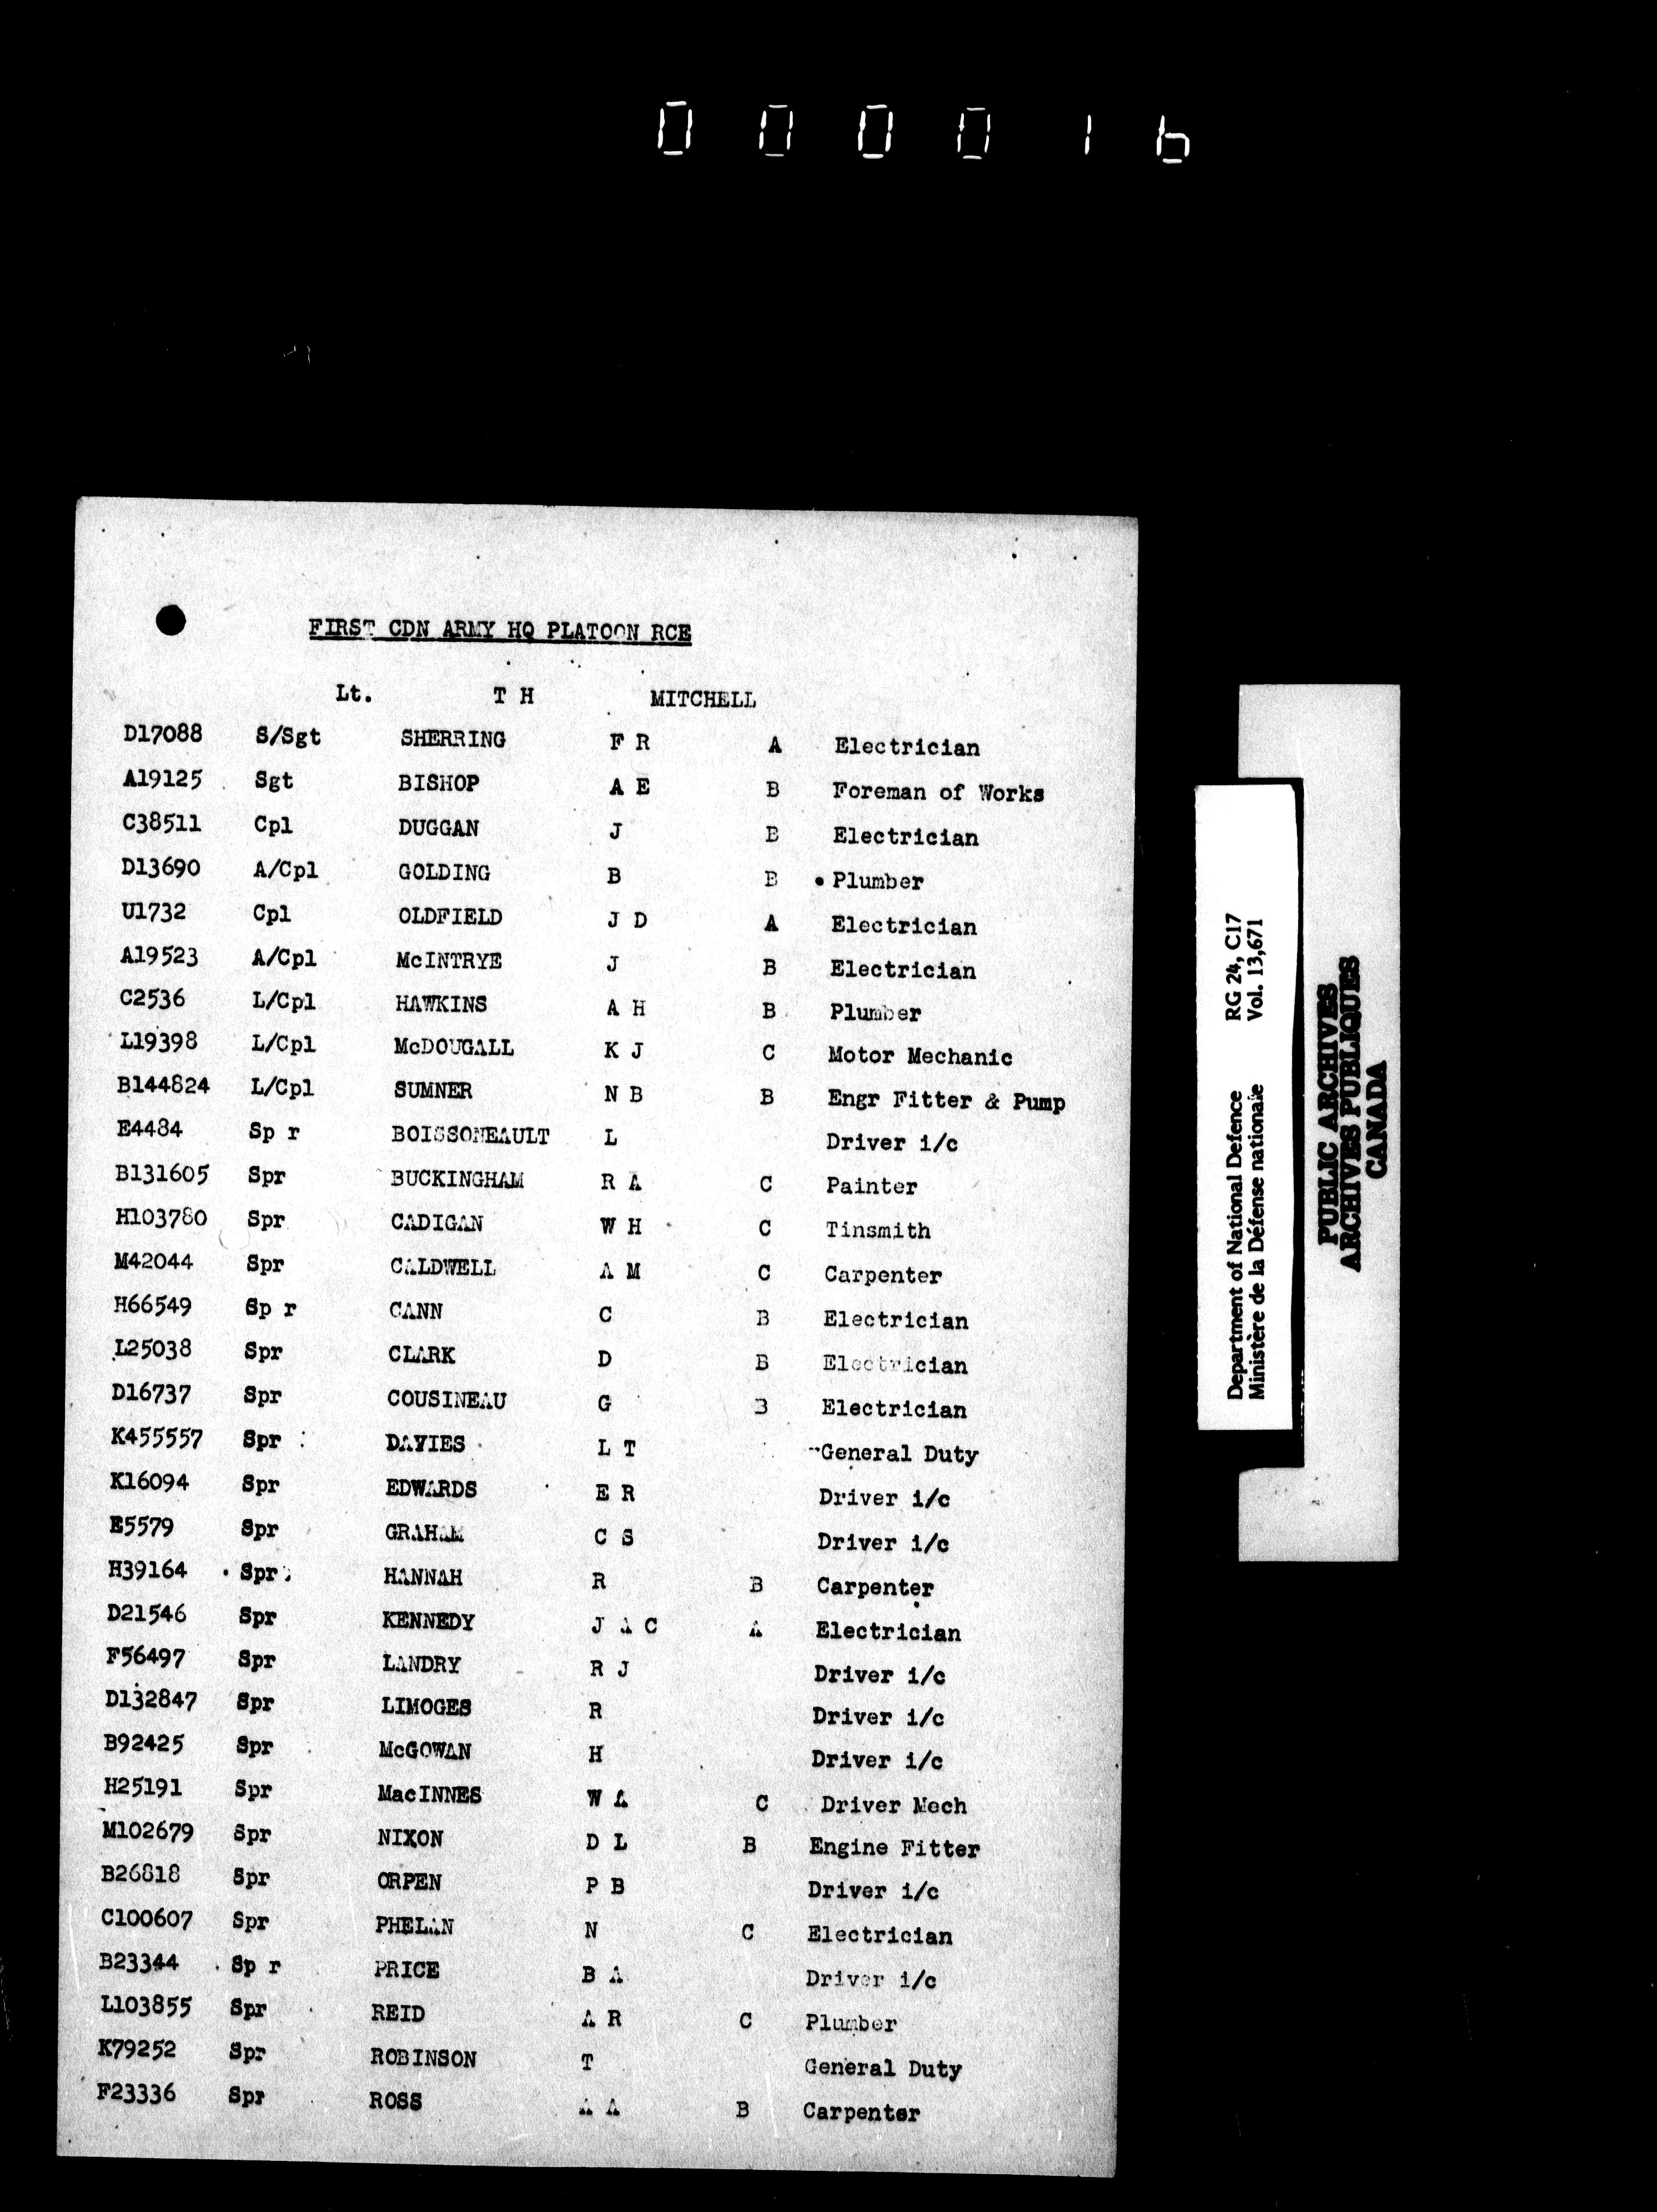 000016
FIRST CDN ARMY HQ PLATOON RCE
Lt. T H MITCHELL
D17088 S/Sgt SHERRING F R A Electrician
A19125 Sgt BISHOP A E B Foreman of Works
C38511 Cpl DUGGAN J B Electrician
D13690 A/Cpl GOLDING B B Plumber
U1732 Cpl OLDFIELD J D A Electrician
A19523 A/Cpl McINTRYE J B Electrician
C2536 L/Cpl HAWKINS A H B Plumber
L19398 L/Cpl McDOUGALL K J C Motor Mechanic
B144824 L/Cpl SUMNER N B B Engr Fitter & Pump
E4484 Sp r BOISSONEAULT L Driver i/c
B131605 Spr BUCKINGHAM R A C Painter
H103780 Spr CADIGAN W H C Tinsmith
M42044 Spr CALDWELL A M C Carpenter
H66549 Sp r CANN C B Electrician
L25038 Spr CLARK D B Electrician
D16737 Spr COUSINEAU G B Electrician
K455557 Spr DAVIES L T General Duty
K16094 Spr EDWARDS E R Driver i/c
E5579 Spr GRAHAM C S Driver i/c
H39164 Spr HANNAH R B Carpenter
D21546 Spr KENNEDY J A C A Electrician
F56497 Spr LANDRY R J Driver i/c
D132847 Spr LIMOGES R Driver i/c
B92425 Spr McGOWAN H Driver i/c
H25191 Spr MacINNES W A C Driver Mech
M102679 Spr NIXON D L B Engine Fitter
B26818 Spr ORPEN P B Driver i/c
C100607 Spr PHELAN N C Electrician
B23344 Sp r PRICE B A Driver i/c
L103855 Spr REID A R C Plumber
K79252 Spr ROBINSON T General Duty
F23336 Spr ROSS A A B Carpenter
Department of National Defence RG 24, C17
Ministère de la Défense nationale Vol. 13,671
PUBLIC ARCHIVES
ARCHIVES PUBLIQUES
CANADA